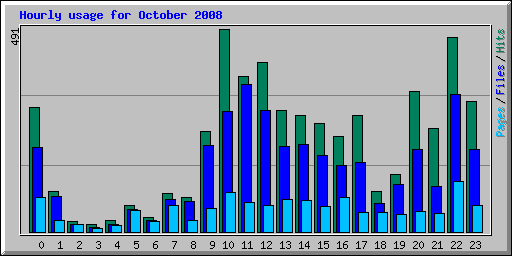 Hourly usage for October 2008
491
Pages / Files / Hits
0 1 2 3 4 5 6 7 8 9 10 11 12 13 14 15 16 17 18 19 20 21 22 23